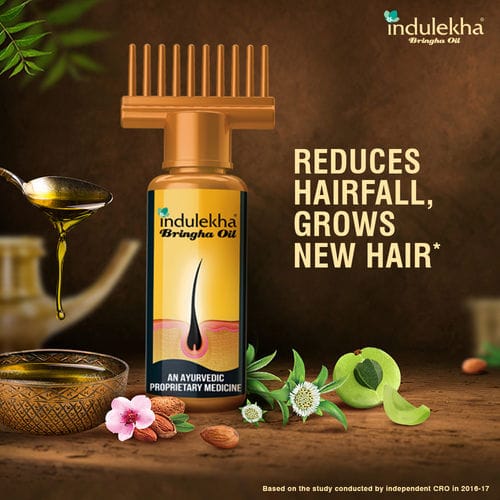 indulekha®
Bringha Oil
REDUCES
HAIRFALL,
GROWS
NEW HAIR*
indulekha®
Bringha Oil
AN AYURVEDIC
PROPRIETARY MEDICINE
Based on the study conducted by independent CRO in 2016-17